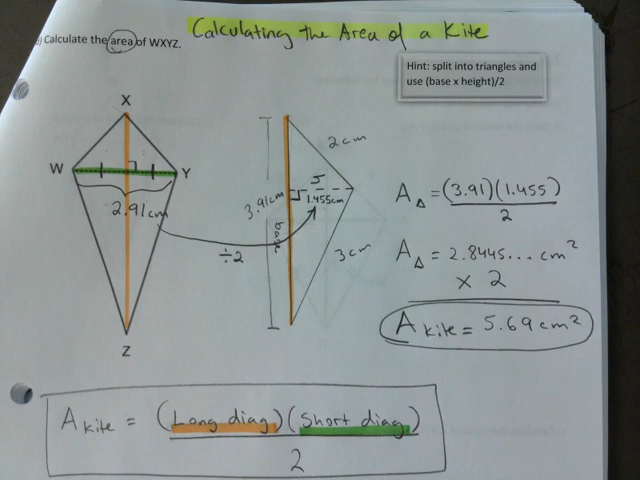 Calculating the Area of a Kite
Calculate the area of WXYZ.
Hint: split into triangles and
use (base x height)/2
X
W
Y
2.91cm
Z
÷2
3.91cm
base
2cm
1.455cm
3cm
A△ = (3.91)(1.455)
2
A△ = 2.8445... cm²
x 2
A kite = 5.69 cm²
A kite = (Long diag)(Short diag)
2